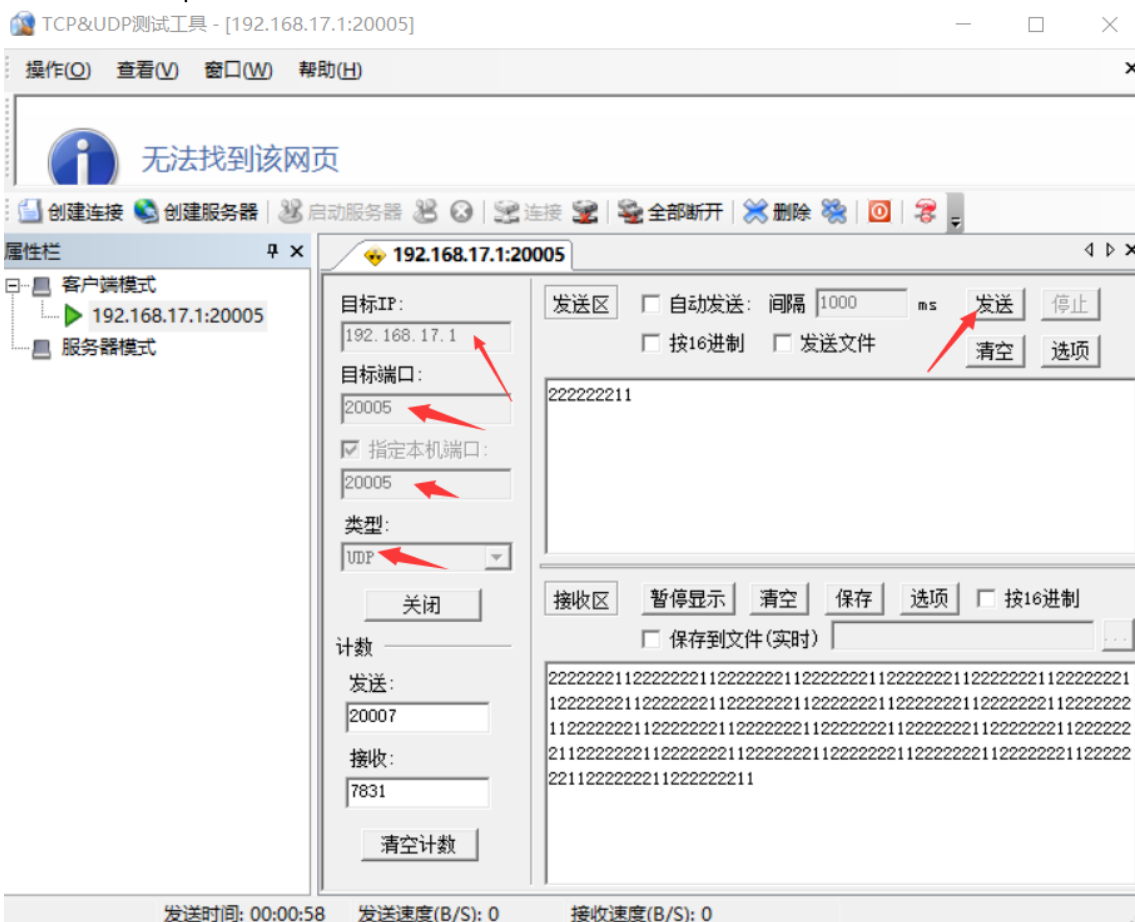 TCP&UDP测试工具 - [192.168.17.1:20005]
操作(O) 查看(V) 窗口(W) 帮助(H)
无法找到该网页
创建连接 创建服务器 启动服务器 连接 全部断开 删除
属性栏
192.168.17.1:20005
客户端模式
192.168.17.1:20005
服务器模式
目标IP:
192.168.17.1
目标端口:
20005
指定本机端口:
20005
类型:
UDP
关闭
计数
发送:
20007
接收:
7831
清空计数
发送区 自动发送: 间隔 1000 ms 发送 停止
按16进制 发送文件 清空 选项
222222211
接收区 暂停显示 清空 保存 选项 按16进制
保存到文件(实时) ...
发送时间: 00:00:58 发送速度(B/S): 0 接收速度(B/S): 0